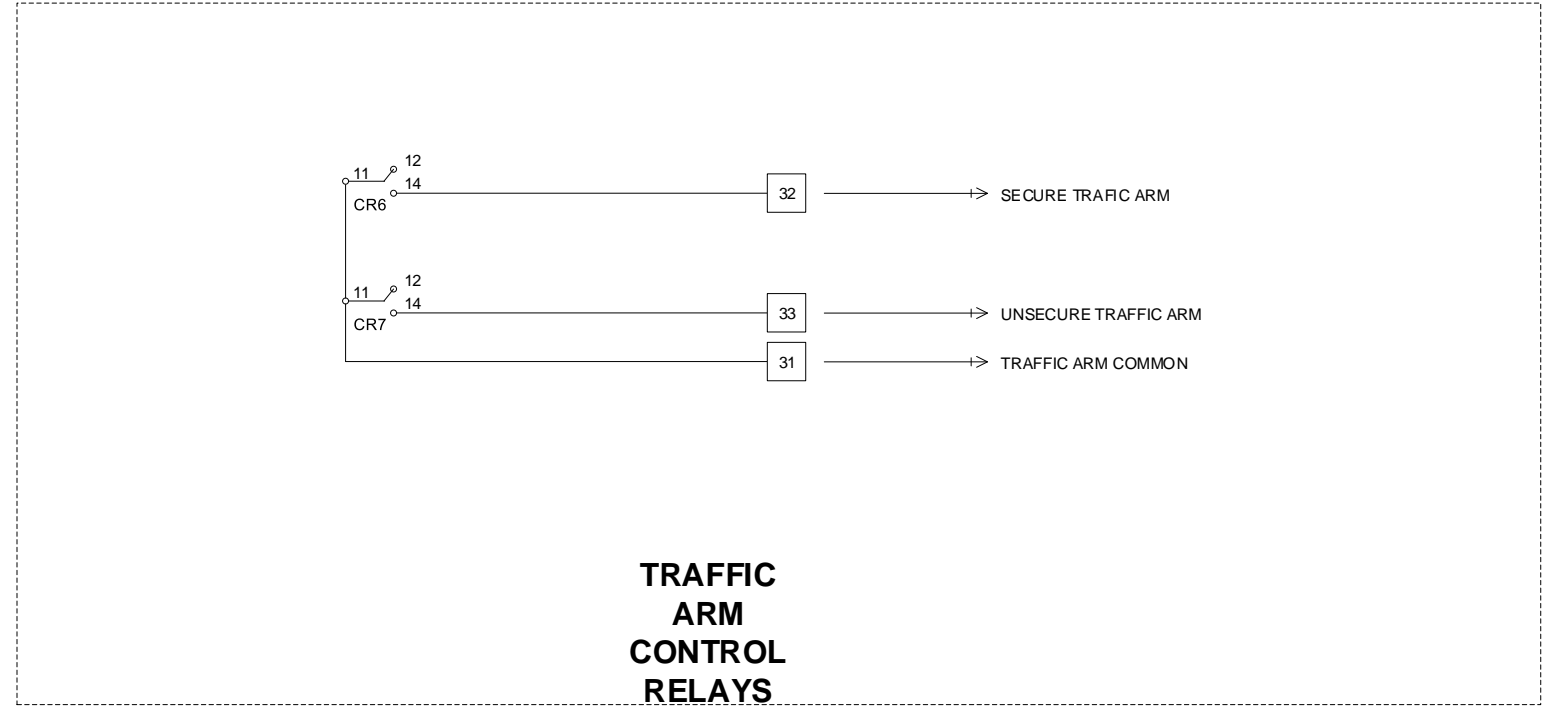 12
11
14
32
SECURE TRAFIC ARM
CR6
12
11
14
33
UNSECURE TRAFFIC ARM
CR7
31
TRAFFIC ARM COMMON
TRAFFIC
ARM
CONTROL
RELAYS